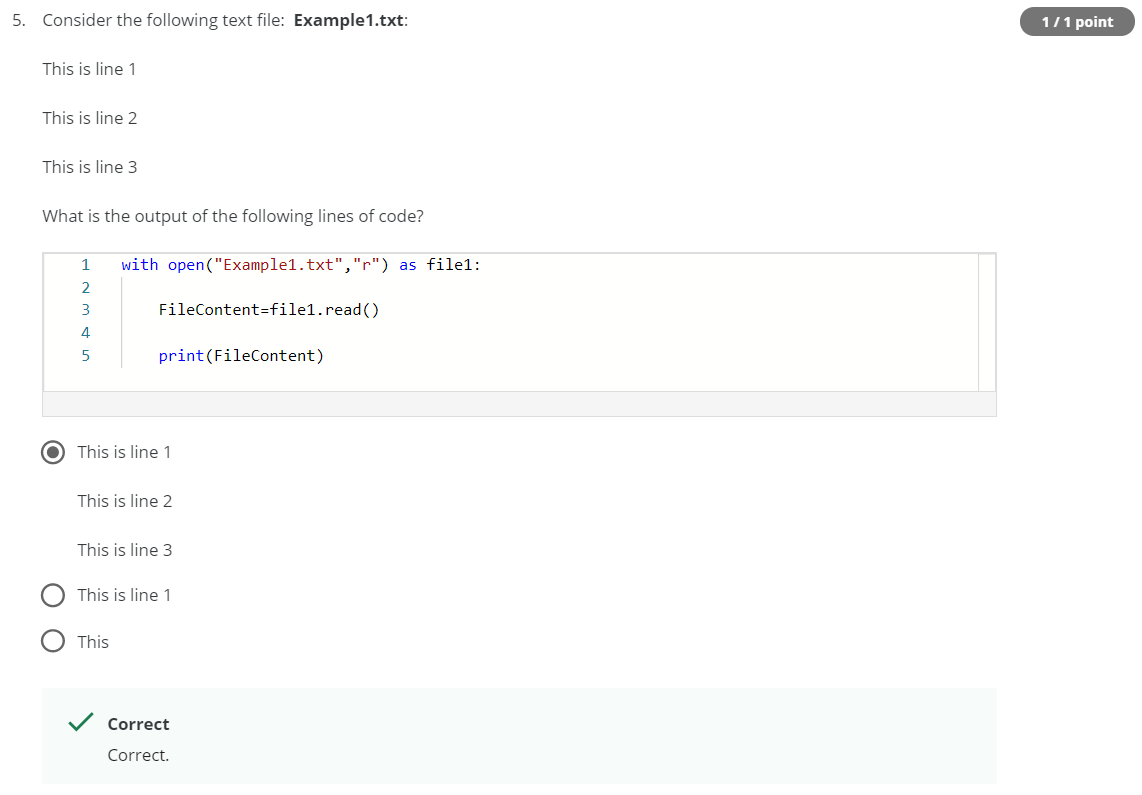 5. Consider the following text file: Example1.txt:
1 / 1 point
This is line 1
This is line 2
This is line 3
What is the output of the following lines of code?
1 with open("Example1.txt","r") as file1:
2
3 FileContent=file1.read()
4
5 print(FileContent)
This is line 1
This is line 2
This is line 3
This is line 1
This
Correct
Correct.